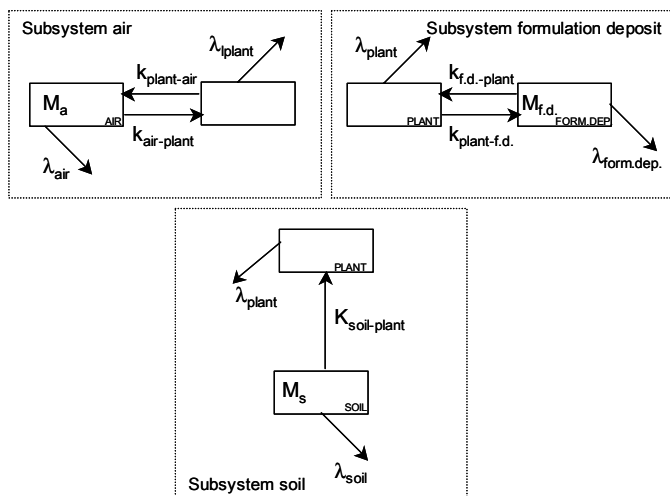 Subsystem air
λlplant
kplant-air
Ma
AIR
kair-plant
λair
Subsystem formulation deposit
λplant
kf.d.-plant
Mf.d.
PLANT
FORM.DEP
kplant-f.d.
λform.dep.
PLANT
λplant
Ksoil-plant
Ms
SOIL
λsoil
Subsystem soil